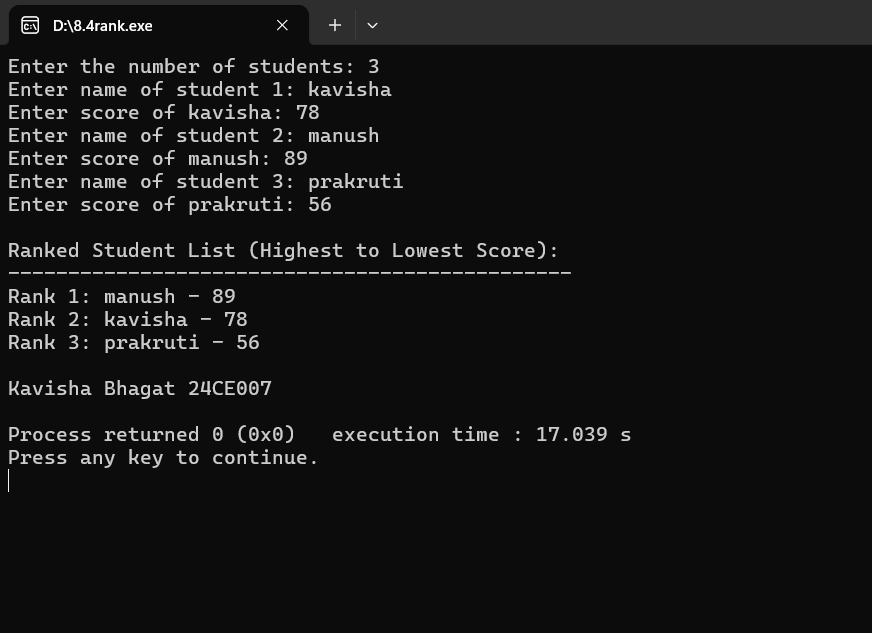 D:\8.4rank.exe
Enter the number of students: 3
Enter name of student 1: kavisha
Enter score of kavisha: 78
Enter name of student 2: manush
Enter score of manush: 89
Enter name of student 3: prakruti
Enter score of prakruti: 56
Ranked Student List (Highest to Lowest Score):
-----------------------------------------------
Rank 1: manush - 89
Rank 2: kavisha - 78
Rank 3: prakruti - 56
Kavisha Bhagat 24CE007
Process returned 0 (0x0)   execution time : 17.039 s
Press any key to continue.